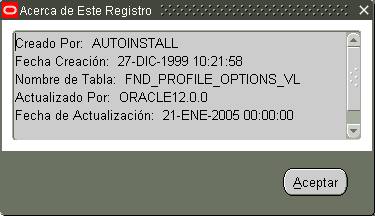 Acerca de Este Registro
Creado Por: AUTOINSTALL
Fecha Creación: 27-DIC-1999 10:21:58
Nombre de Tabla: FND_PROFILE_OPTIONS_VL
Actualizado Por: ORACLE12.0.0
Fecha de Actualización: 21-ENE-2005 00:00:00
Aceptar